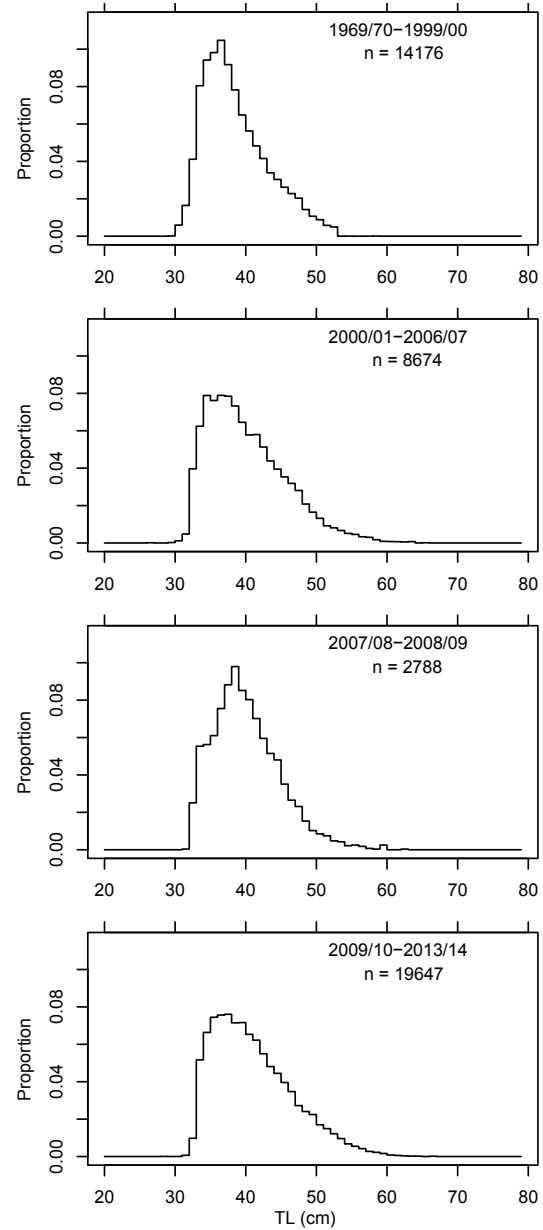 1969/70−1999/00
n = 14176
Proportion
0.00 0.04 0.08
20 30 40 50 60 70 80
2000/01−2006/07
n = 8674
Proportion
0.00 0.04 0.08
20 30 40 50 60 70 80
2007/08−2008/09
n = 2788
Proportion
0.00 0.04 0.08
20 30 40 50 60 70 80
2009/10−2013/14
n = 19647
Proportion
0.00 0.04 0.08
20 30 40 50 60 70 80
TL (cm)